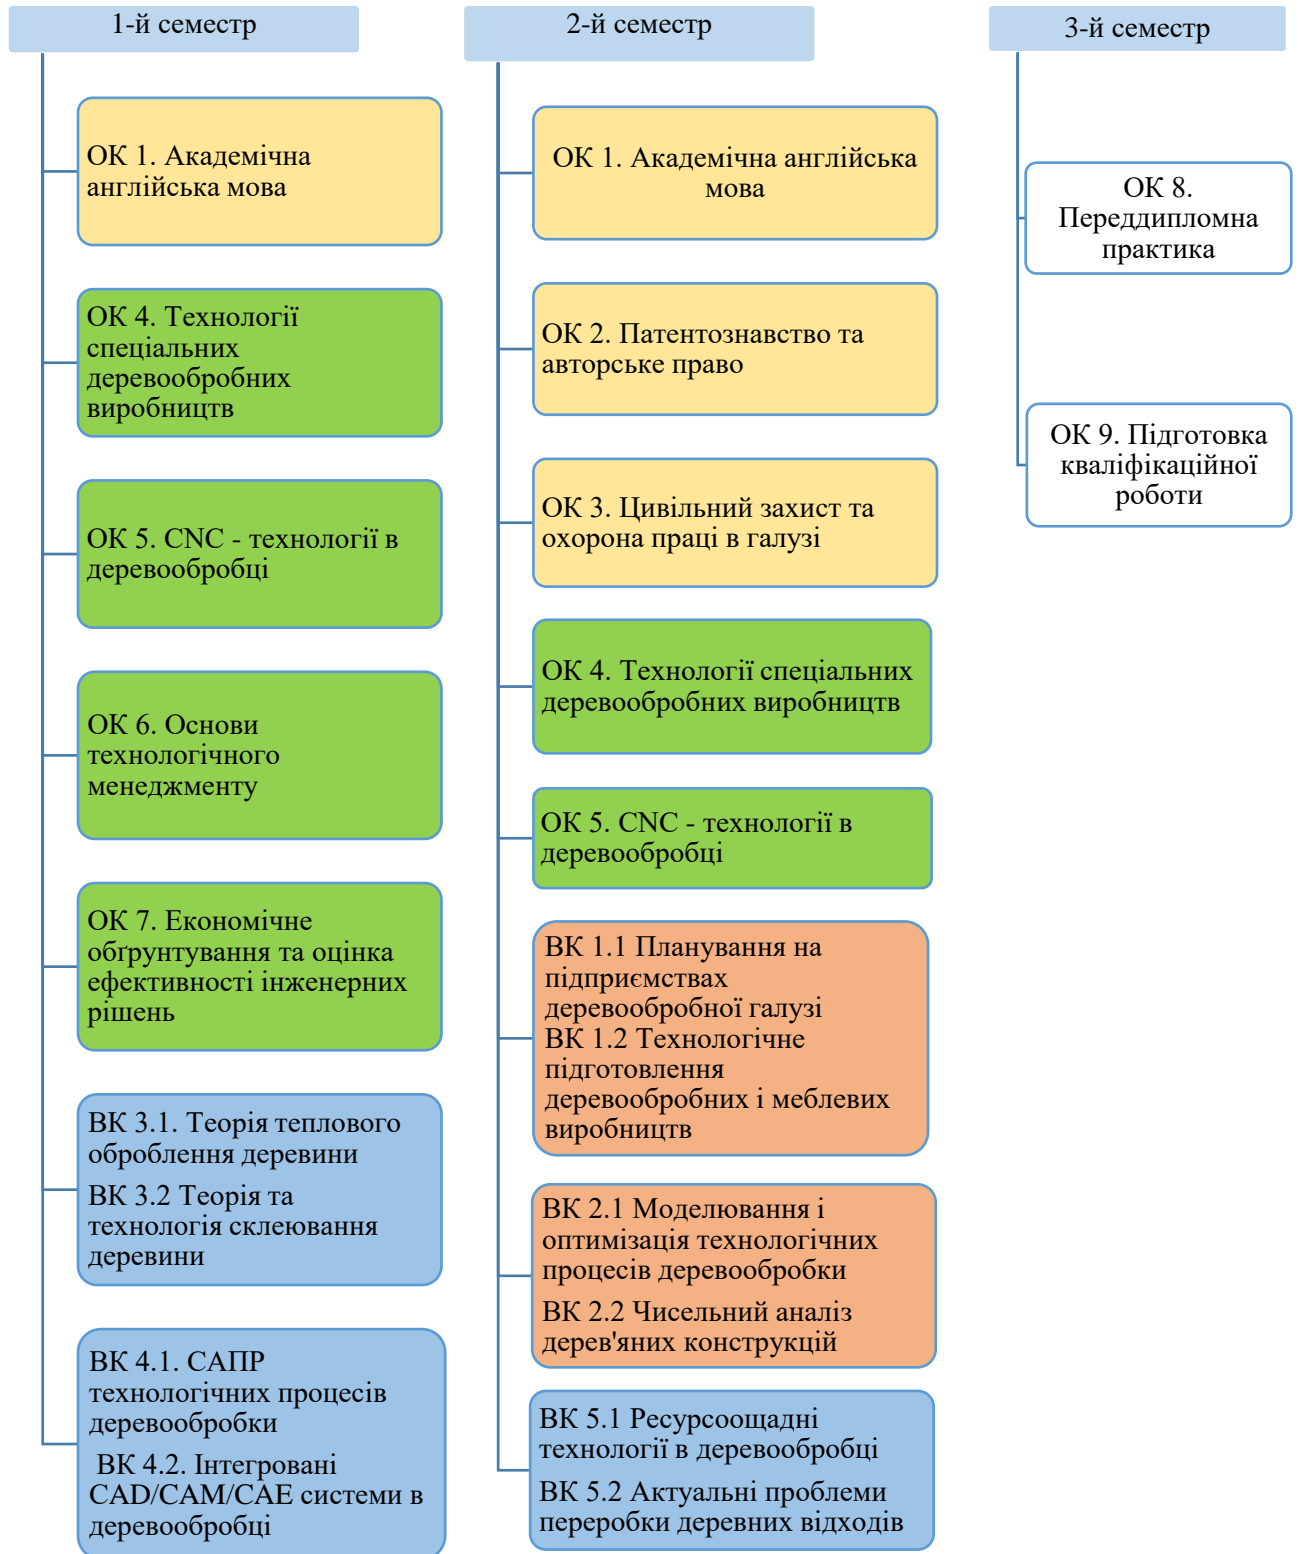 1-й семестр
ОК 1. Академічна
англійська мова
ОК 4. Технології
спеціальних
деревообробних
виробництв
ОК 5. CNC - технології в
деревообробці
ОК 6. Основи
технологічного
менеджменту
ОК 7. Економічне
обґрунтування та оцінка
ефективності інженерних
рішень
ВК 3.1. Теорія теплового
оброблення деревини
ВК 3.2 Теорія та
технологія склеювання
деревини
ВК 4.1. САПР
технологічних процесів
деревообробки
ВК 4.2. Інтегровані
CAD/CAM/CAE системи в
деревообробці
2-й семестр
ОК 1. Академічна англійська
мова
ОК 2. Патентознавство та
авторське право
ОК 3. Цивільний захист та
охорона праці в галузі
ОК 4. Технології спеціальних
деревообробних виробництв
ОК 5. CNC - технології в
деревообробці
ВК 1.1 Планування на
підприємствах
деревообробної галузі
ВК 1.2 Технологічне
підготовлення
деревообробних і меблевих
виробництв
ВК 2.1 Моделювання і
оптимізація технологічних
процесів деревообробки
ВК 2.2 Чисельний аналіз
дерев'яних конструкцій
ВК 5.1 Ресурсоощадні
технології в деревообробці
ВК 5.2 Актуальні проблеми
переробки деревних відходів
3-й семестр
ОК 8.
Переддипломна
практика
ОК 9. Підготовка
кваліфікаційної
роботи